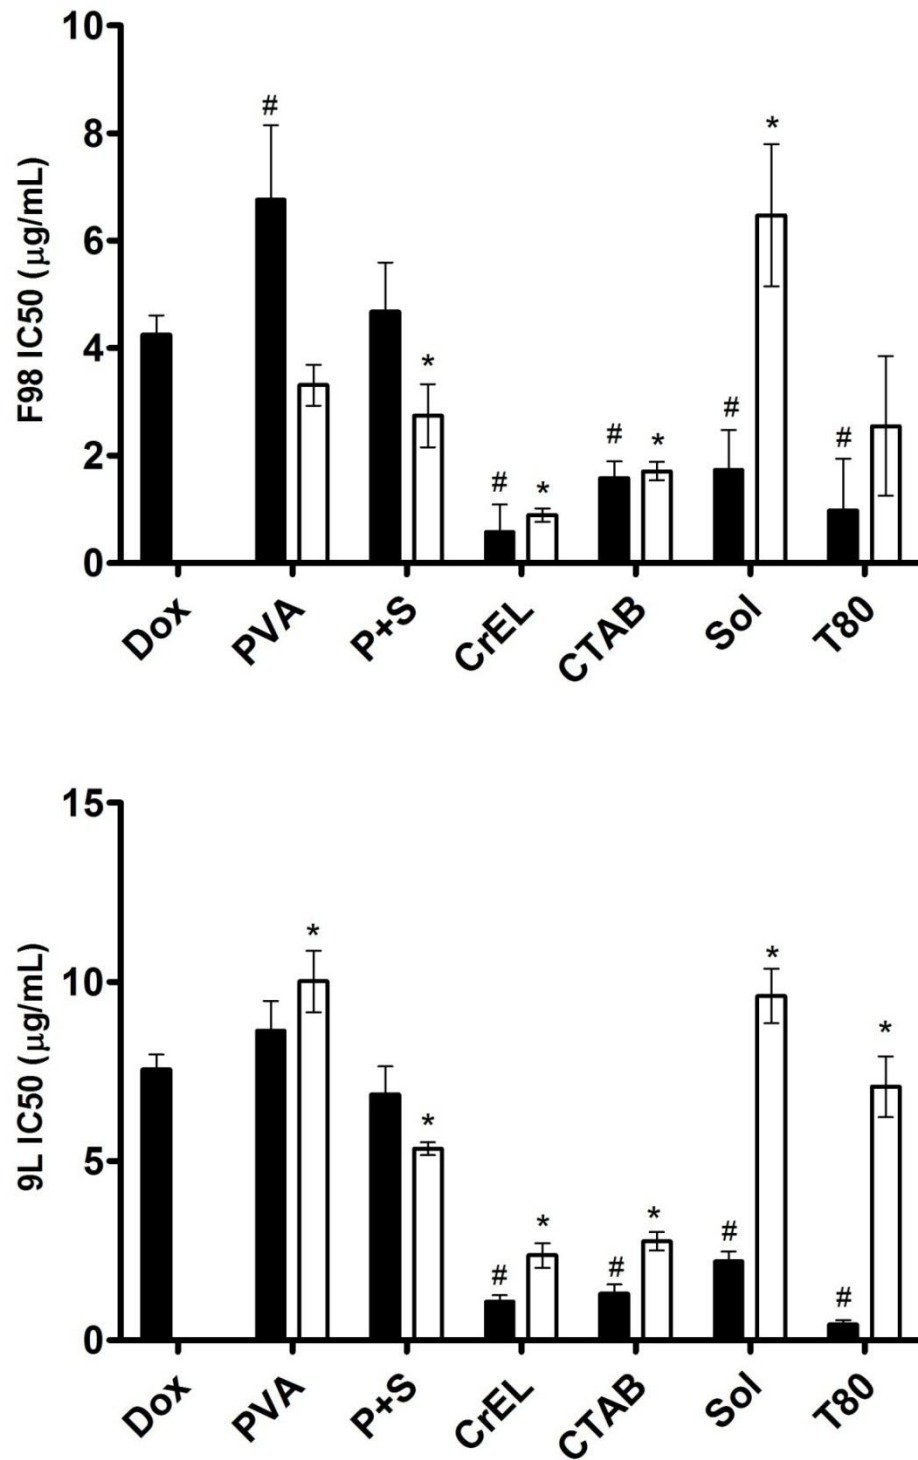 10
8
6
4
2
0
F98 IC50 (μg/mL)
#
*
#
*
#
*
#
*
#
Dox
PVA
P+S
CrEL
CTAB
Sol
T80
15
10
5
0
9L IC50 (μg/mL)
*
*
#
*
#
*
#
*
#
*
Dox
PVA
P+S
CrEL
CTAB
Sol
T80